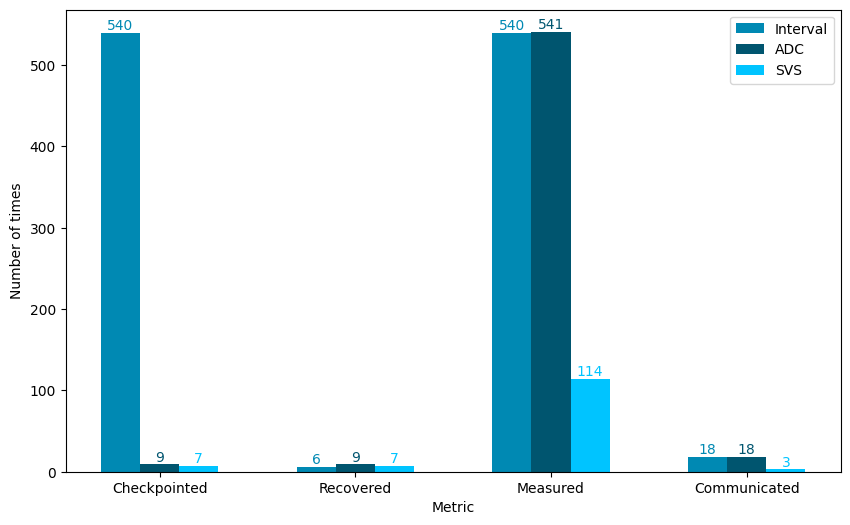 Interval
ADC
SVS
540
9
7
6
9
7
540
541
114
18
18
3
500
400
300
200
100
0
Number of times
Checkpointed
Recovered
Measured
Communicated
Metric